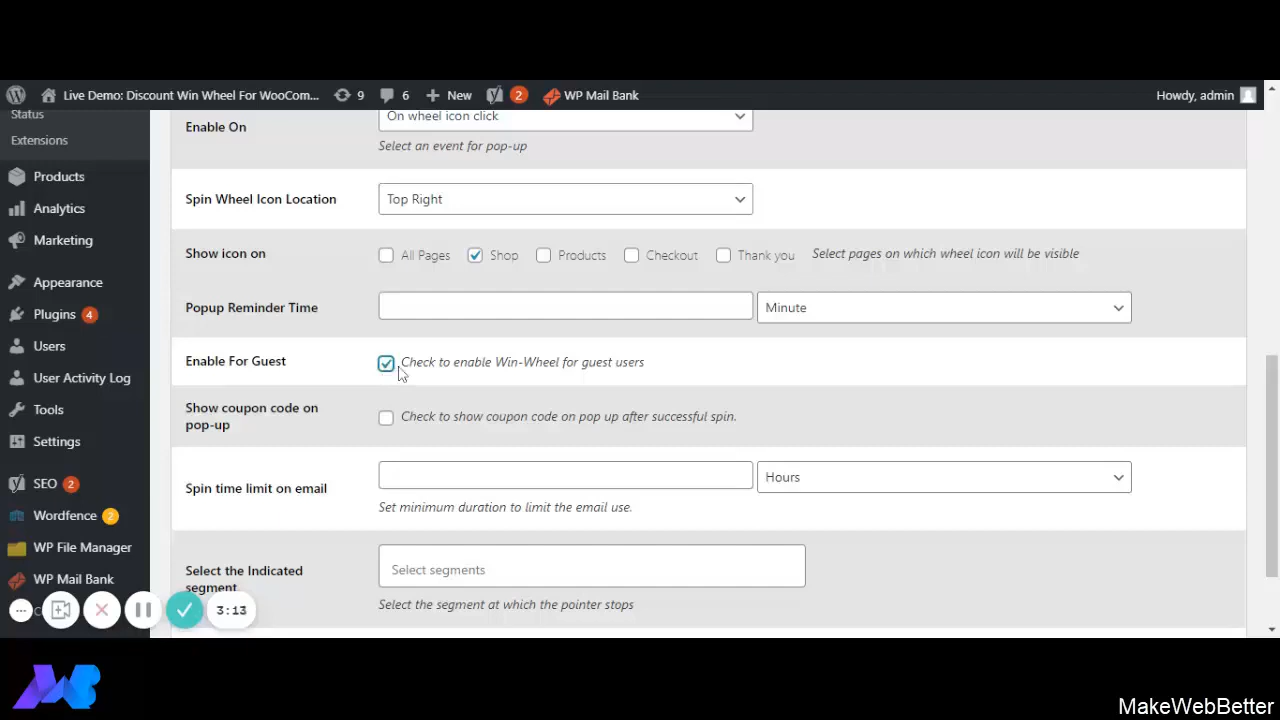 Live Demo: Discount Win Wheel For WooCom... 9 6 New 2 WP Mail Bank Howdy, admin
Status
Extensions
Products
Analytics
Marketing
Appearance
Plugins 4
Users
User Activity Log
Tools
Settings
SEO 2
Wordfence 2
WP File Manager
WP Mail Bank
3:13
Enable On
On wheel icon click
Select an event for pop-up
Spin Wheel Icon Location
Top Right
Show icon on
All Pages Shop Products Checkout Thank you Select pages on which wheel icon will be visible
Popup Reminder Time
Minute
Enable For Guest
Check to enable Win-Wheel for guest users
Show coupon code on
pop-up
Check to show coupon code on pop up after successful spin.
Spin time limit on email
Hours
Set minimum duration to limit the email use.
Select the Indicated
segment
Select segments
Select the segment at which the pointer stops
MakeWebBetter